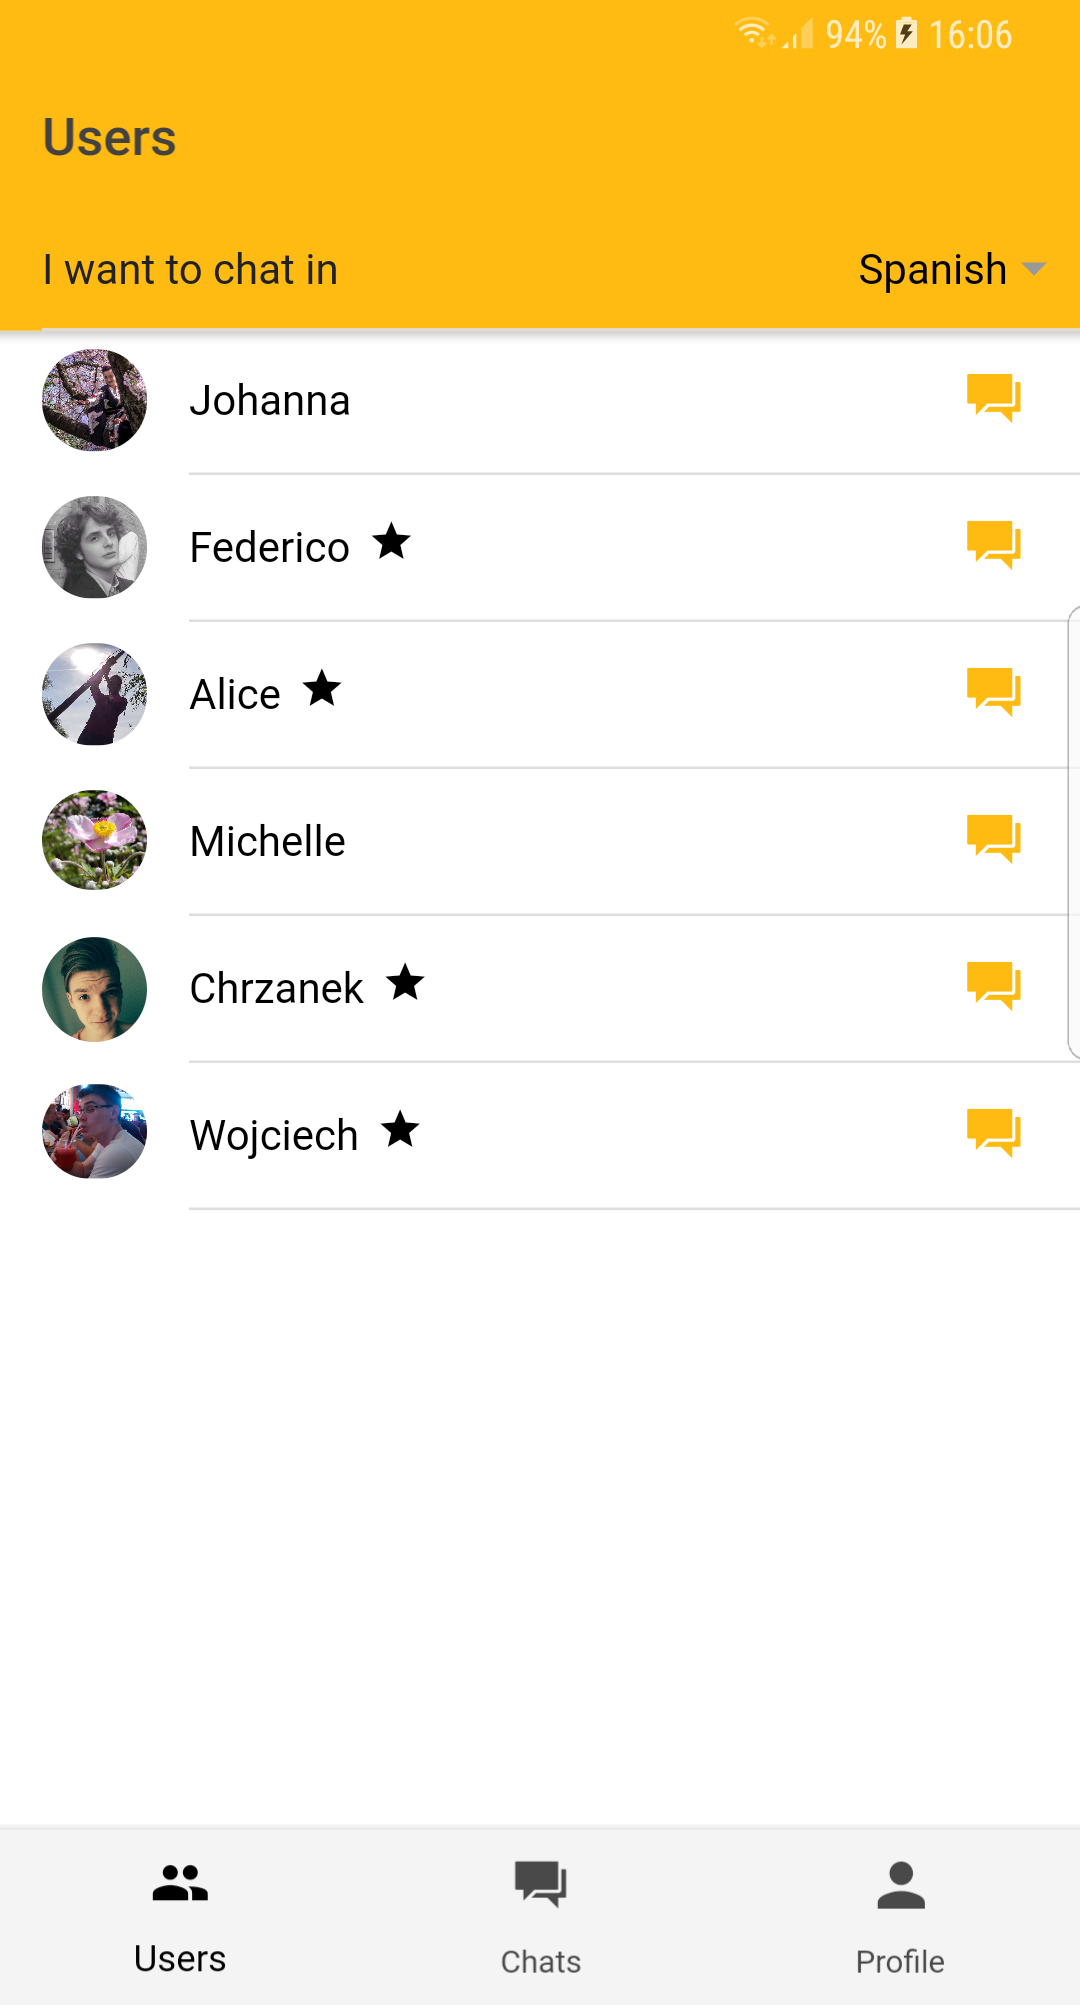 94% 16:06
Users
I want to chat in Spanish
Johanna
Federico
Alice
Michelle
Chrzanek
Wojciech
Users Chats Profile